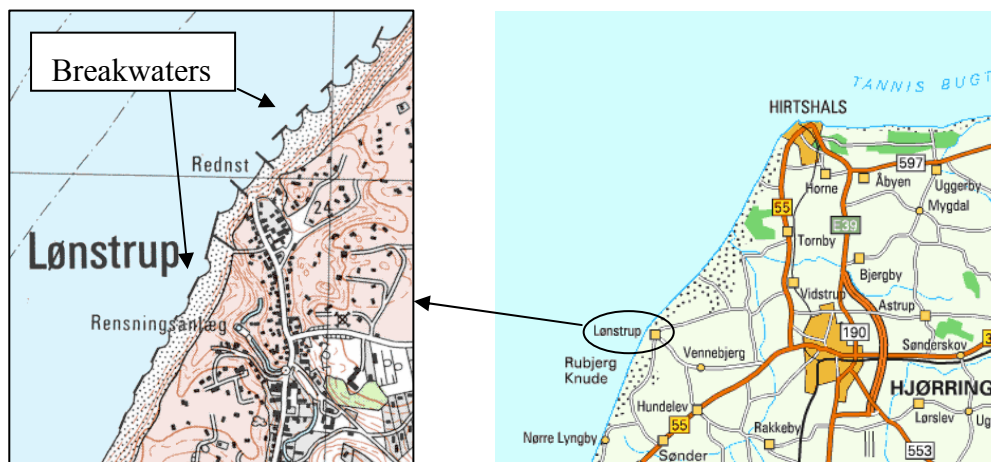 Breakwaters
Rednst
24
Lønstrup
Rensningsanlæg
TANNIS BUGT
HIRTSHALS
597
Horne
Åbyen
Uggerby
Mygdal
55
E39
Tornby
Bjergby
Vidstrup
Astrup
Lønstrup
190
Sønderskov
Rubjerg
Knude
Vennebjerg
HJØRRING
Hundelev
Lørslev
55
Nørre Lyngby
Rakkeby
Sønder
553